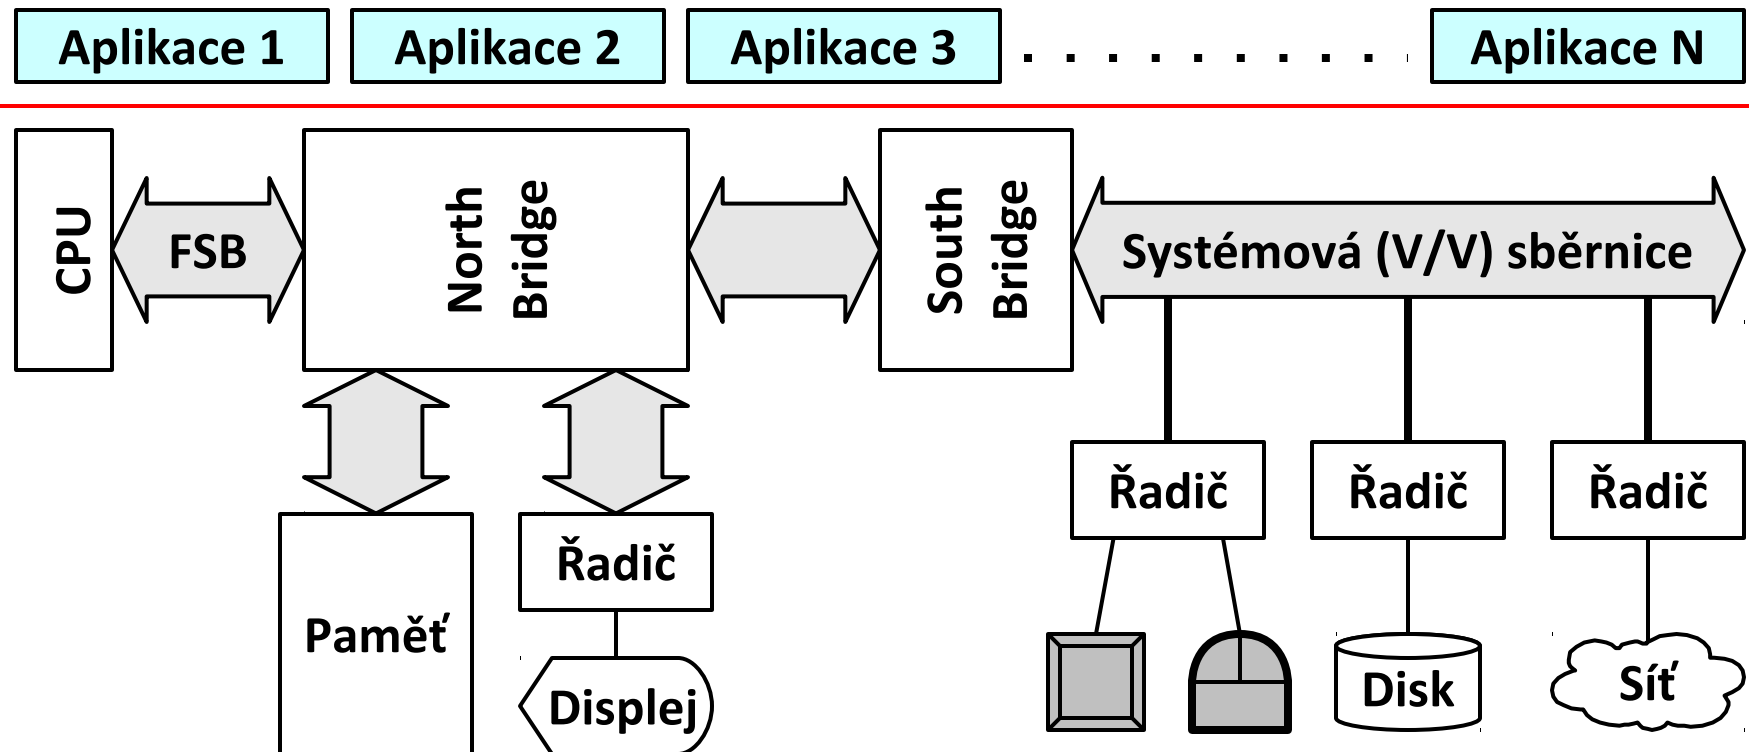 Aplikace 1
Aplikace 2
Aplikace 3
. . . . . . . . .
Aplikace N
CPU
FSB
North
Bridge
South
Bridge
Systémová (V/V) sběrnice
Řadič
Řadič
Řadič
Řadič
Paměť
Displej
Disk
Síť